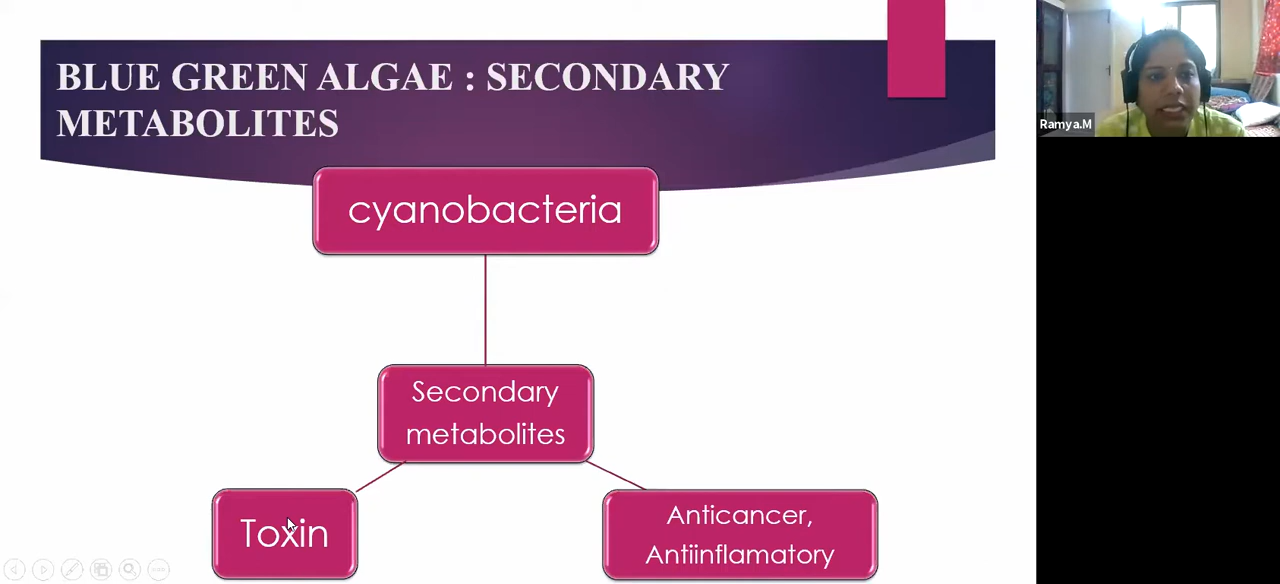 BLUE GREEN ALGAE : SECONDARY
METABOLITES
cyanobacteria
Secondary
metabolites
Toxin
Anticancer,
Antiinflamatory
Ramya.M